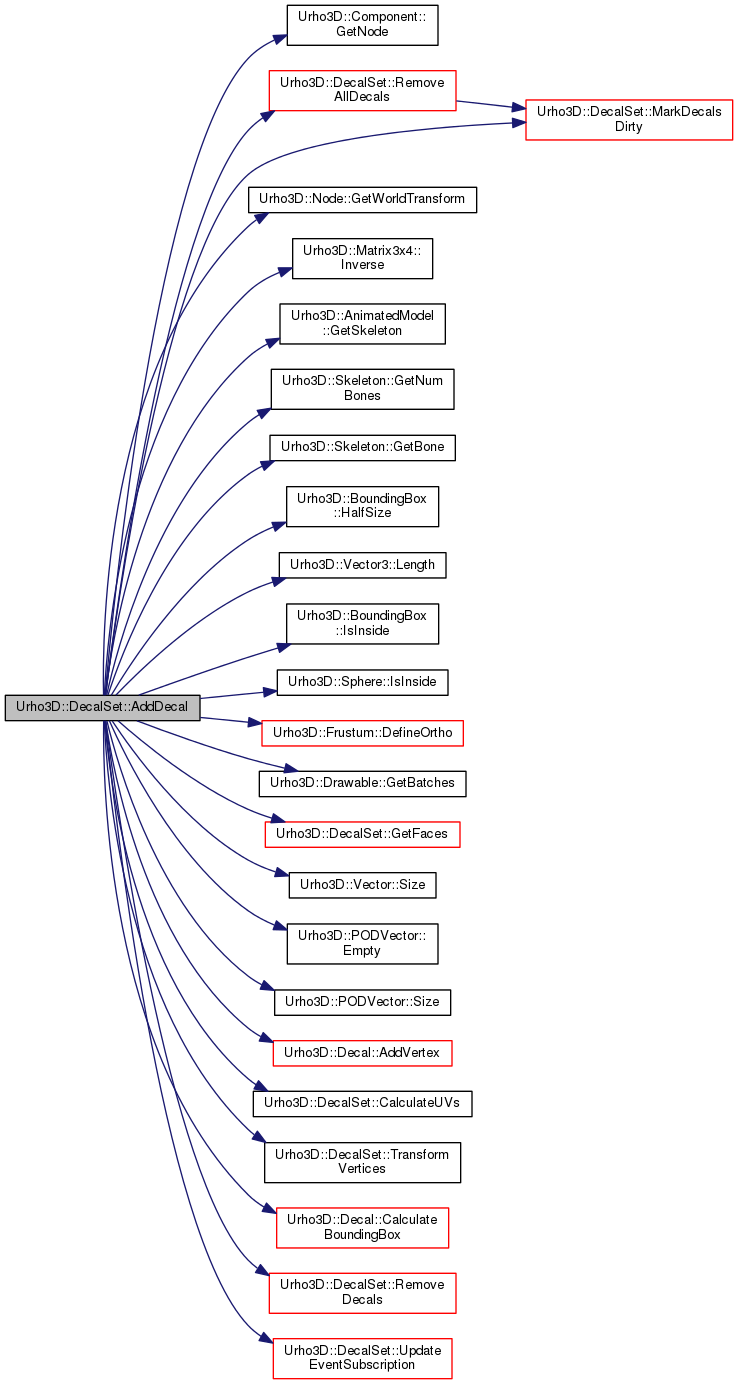 Urho3D::Component::
GetNode
Urho3D::DecalSet::Remove
AllDecals
Urho3D::DecalSet::MarkDecals
Dirty
Urho3D::Node::GetWorldTransform
Urho3D::Matrix3x4::
Inverse
Urho3D::AnimatedModel
::GetSkeleton
Urho3D::Skeleton::GetNum
Bones
Urho3D::Skeleton::GetBone
Urho3D::BoundingBox
::HalfSize
Urho3D::Vector3::Length
Urho3D::BoundingBox
::IsInside
Urho3D::Sphere::IsInside
Urho3D::DecalSet::AddDecal
Urho3D::Frustum::DefineOrtho
Urho3D::Drawable::GetBatches
Urho3D::DecalSet::GetFaces
Urho3D::Vector::Size
Urho3D::PODVector::
Empty
Urho3D::PODVector::Size
Urho3D::Decal::AddVertex
Urho3D::DecalSet::CalculateUVs
Urho3D::DecalSet::Transform
Vertices
Urho3D::Decal::Calculate
BoundingBox
Urho3D::DecalSet::Remove
Decals
Urho3D::DecalSet::Update
EventSubscription